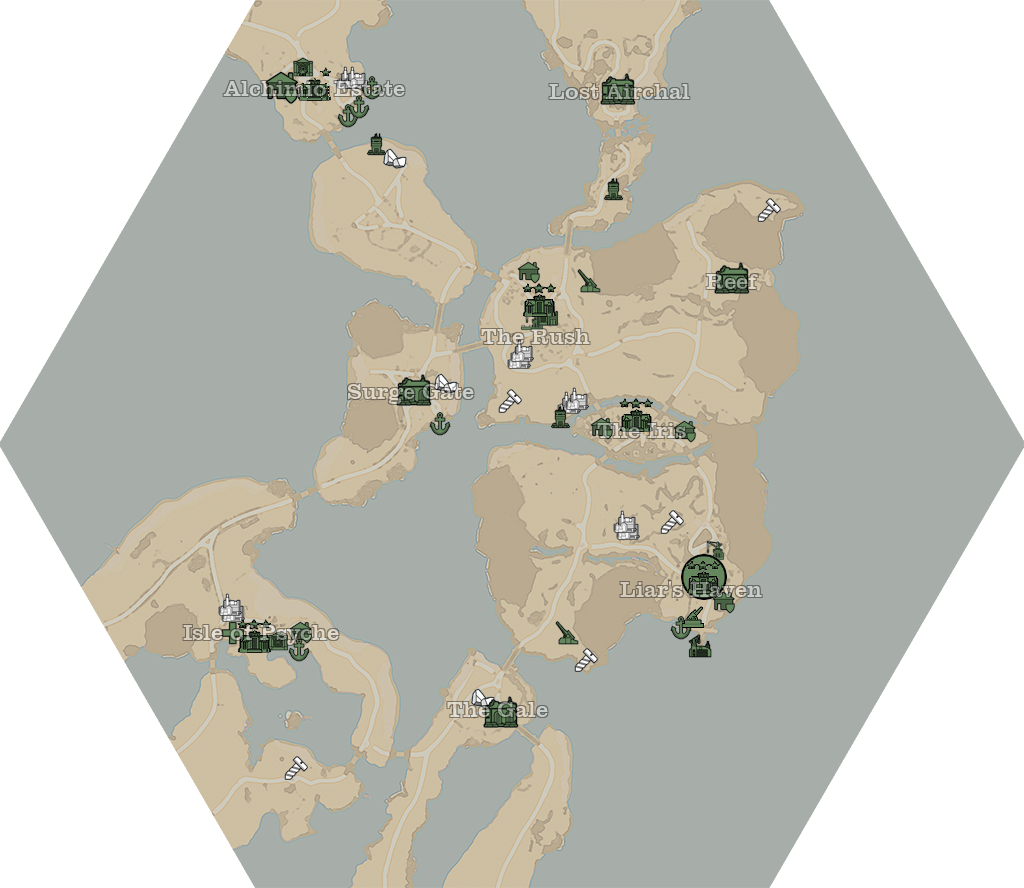 Alchimio Estate
Lost Airchal
Reef
The Rush
Surge Gate
The Iris
Liar's Haven
Isle of Psyche
The Gale